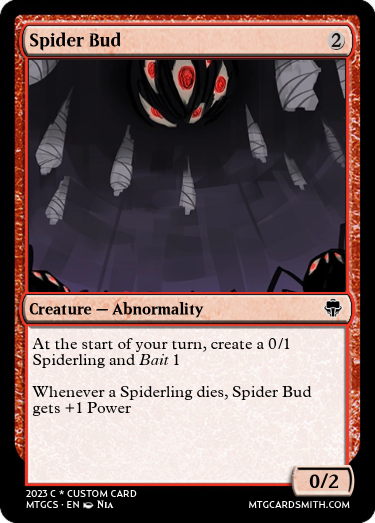 Spider Bud
2
Creature — Abnormality
At the start of your turn, create a 0/1
Spiderling and Bait 1
Whenever a Spiderling dies, Spider Bud
gets +1 Power
0/2
2023 C * CUSTOM CARD
MTGCS · EN NIA
MTGCARDSMITH.COM